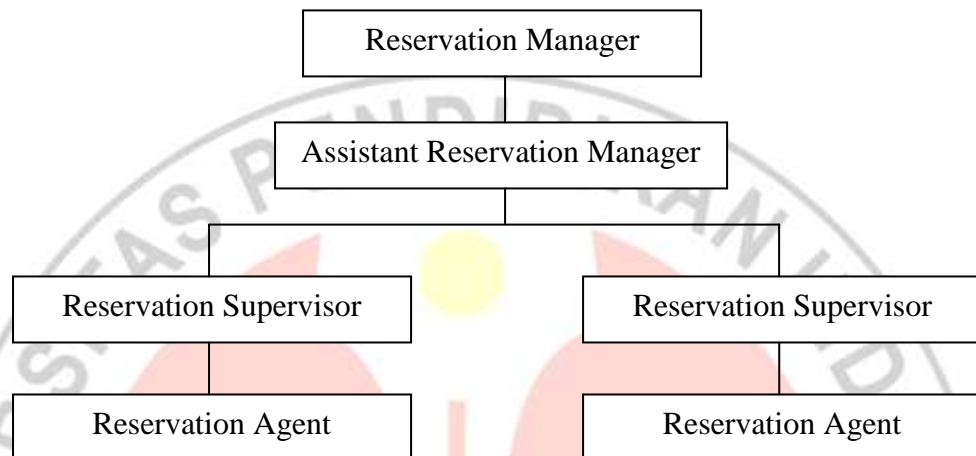 Reservation Manager
Assistant Reservation Manager
Reservation Supervisor
Reservation Supervisor
Reservation Agent
Reservation Agent